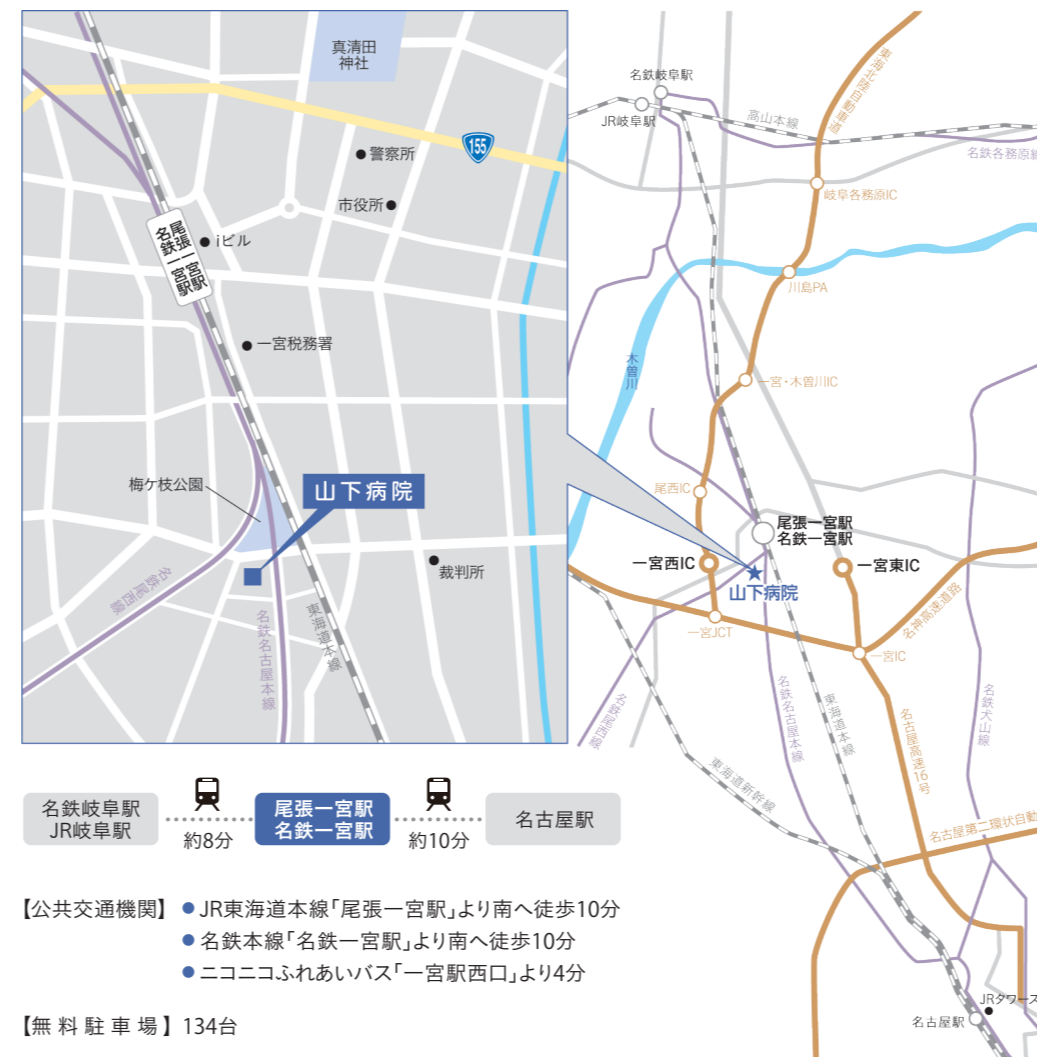 真清田
神社
155
警察所
市役所
尾張一宮駅
名鉄一宮駅
iビル
一宮税務署
梅ケ枝公園
山下病院
裁判所
名鉄尾西線
名鉄名古屋本線
東海道本線
名鉄岐阜駅
JR岐阜駅
高山本線
東海北陸自動車道
名鉄各務原線
岐阜各務原IC
川島PA
木曽川
一宮・木曽川IC
尾西IC
尾張一宮駅
名鉄一宮駅
一宮西IC
一宮東IC
山下病院
一宮JCT
名神高速道路
一宮IC
名鉄尾西線
名鉄名古屋本線
東海道本線
名古屋高速16号
名鉄犬山線
東海道新幹線
名古屋第二環状自動
JRタワーズ
名古屋駅
名鉄岐阜駅
JR岐阜駅
約8分
尾張一宮駅
名鉄一宮駅
約10分
名古屋駅
【公共交通機関】 ●JR東海道本線「尾張一宮駅」より南へ徒歩10分
●名鉄本線「名鉄一宮駅」より南へ徒歩10分
●ニコニコふれあいバス「一宮駅西口」より4分
【無料駐車場】 134台